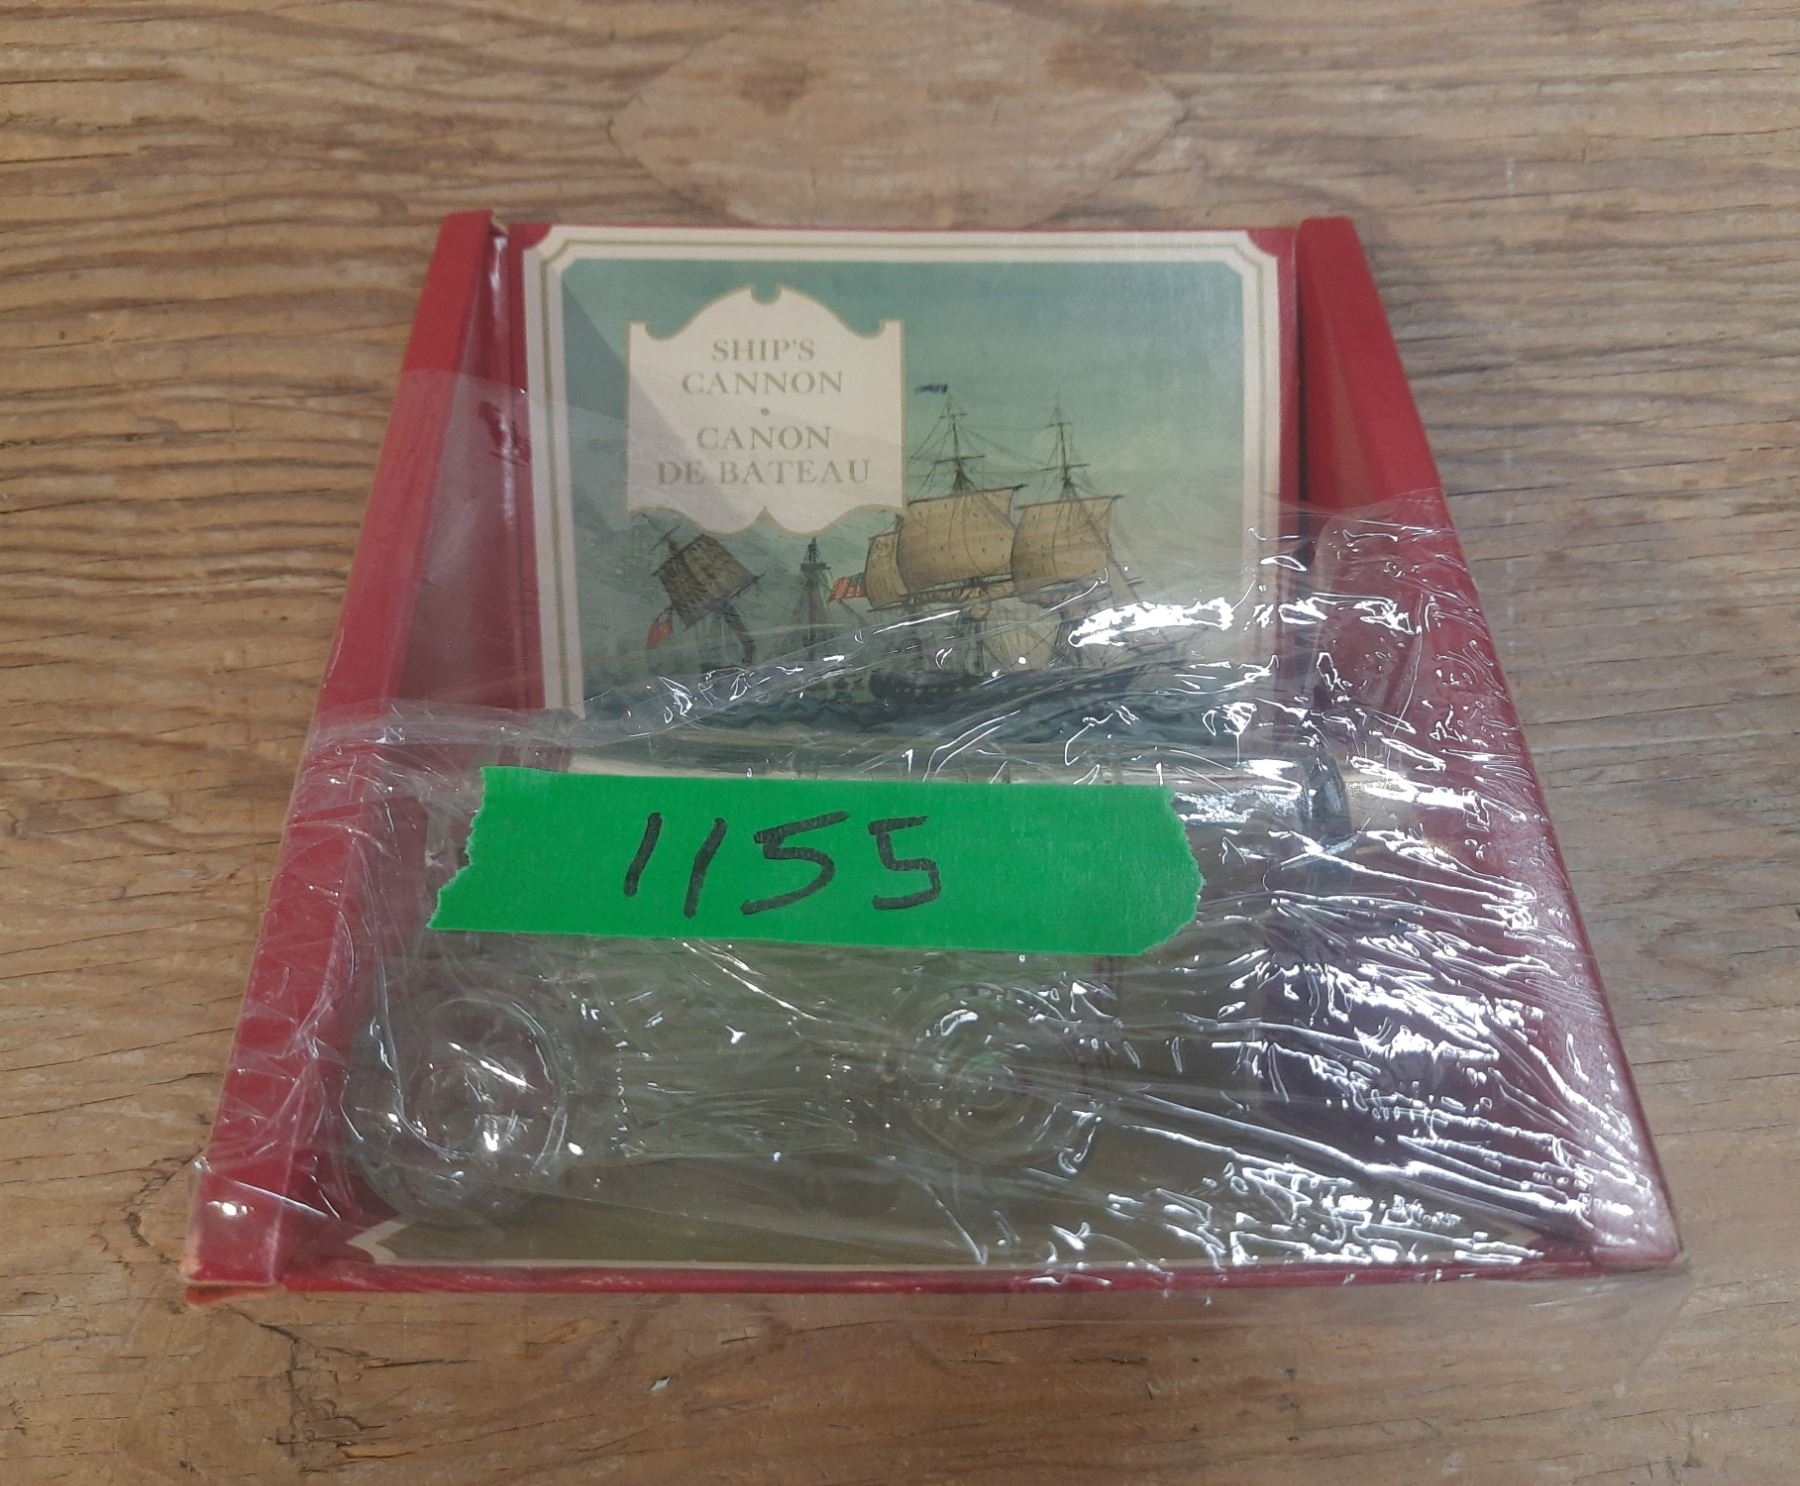 SHIP'S
CANNON
•
CANON
DE BATEAU
1155